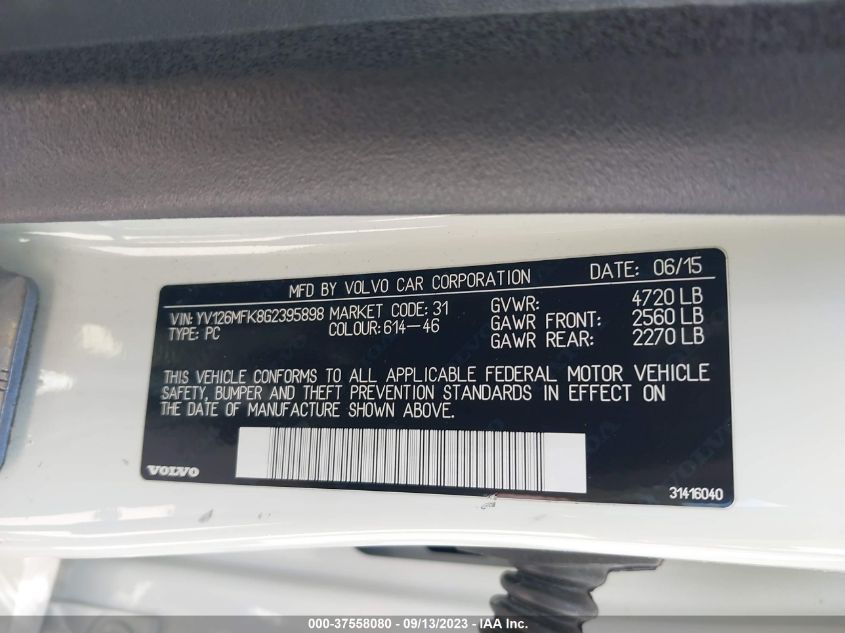 MFD BY VOLVO CAR CORPORATION DATE: 06/15
VIN: YV126MFK8G2395898 MARKET CODE: 31 GVWR: 4720 LB
TYPE: PC COLOUR: 614-46 GAWR FRONT: 2560 LB
GAWR REAR: 2270 LB
THIS VEHICLE CONFORMS TO ALL APPLICABLE FEDERAL MOTOR VEHICLE
SAFETY, BUMPER AND THEFT PREVENTION STANDARDS IN EFFECT ON
THE DATE OF MANUFACTURE SHOWN ABOVE.
VOLVO
31416040
000-37558080 - 09/13/2023 - IAA Inc.